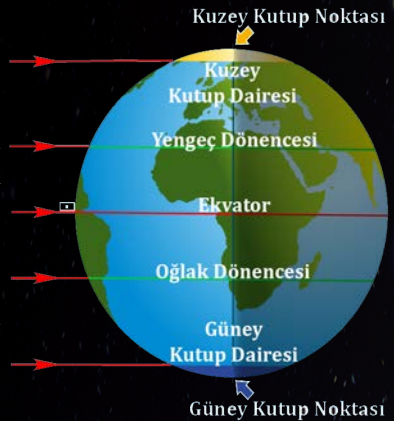 Kuzey Kutup Noktası
Kuzey
Kutup Dairesi
Yengeç Dönencesi
Ekvator
Oğlak Dönencesi
Güney
Kutup Dairesi
Güney Kutup Noktası